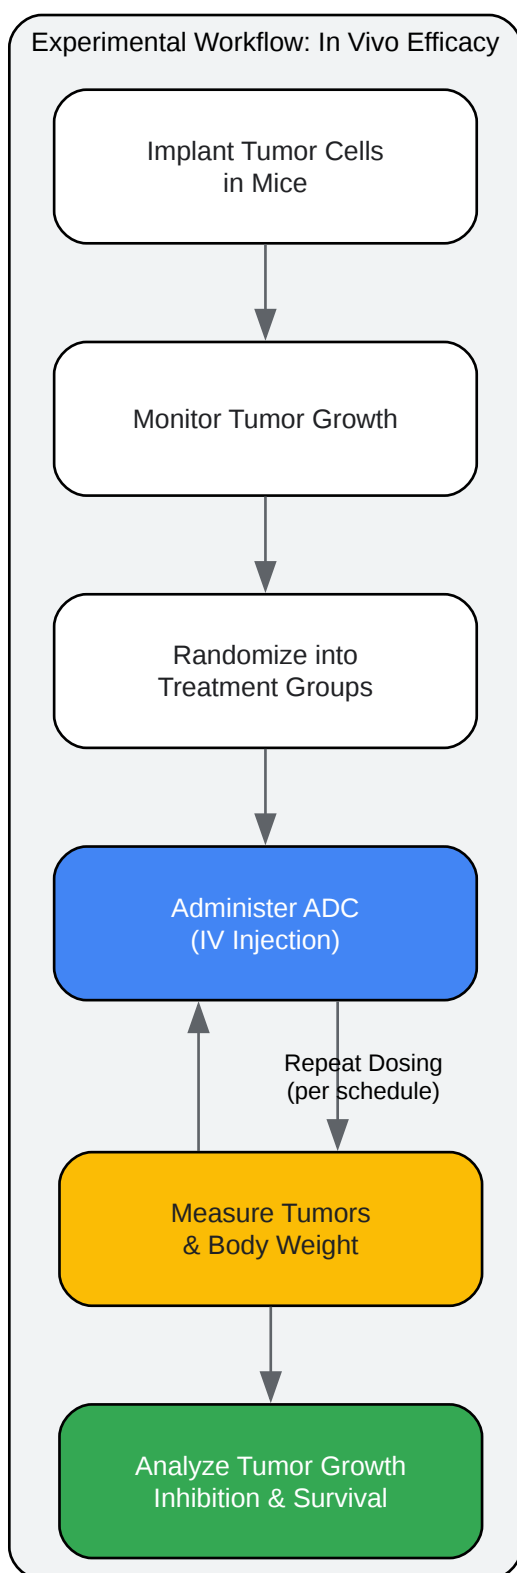 Experimental Workflow: In Vivo Efficacy
Implant Tumor Cells
in Mice
Monitor Tumor Growth
Randomize into
Treatment Groups
Administer ADC
(IV Injection)
Repeat Dosing
(per schedule)
Measure Tumors
& Body Weight
Analyze Tumor Growth
Inhibition & Survival